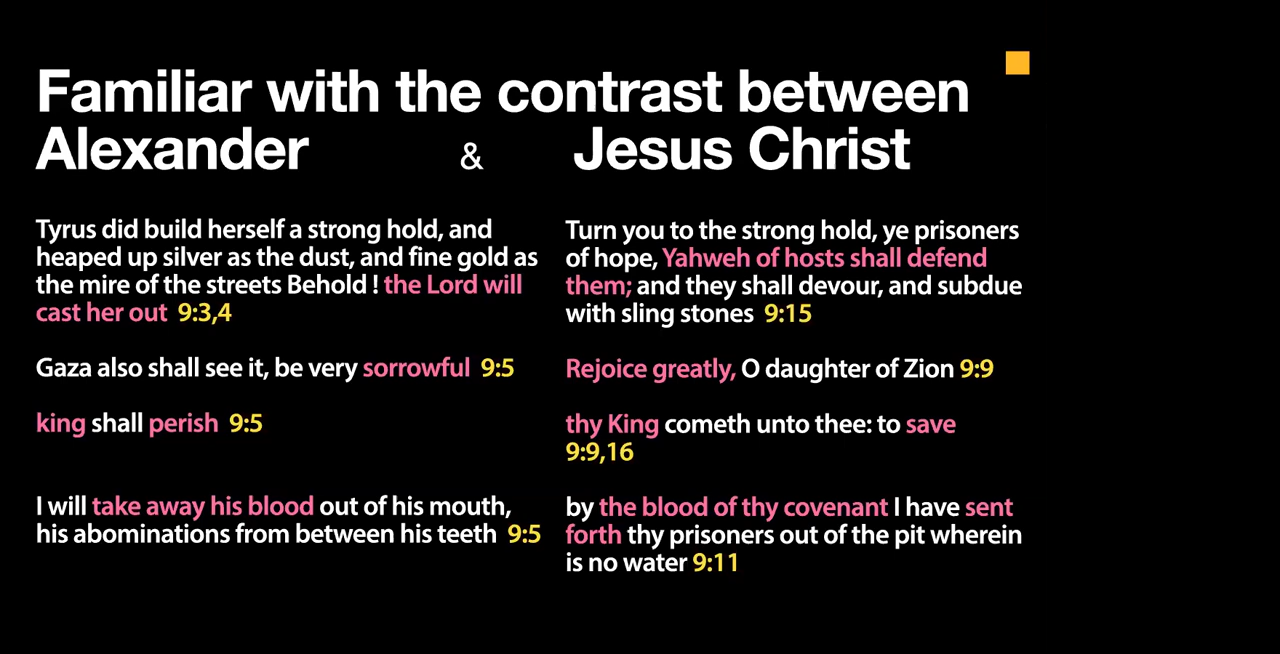 Familiar with the contrast between
Alexander & Jesus Christ
Tyrus did build herself a strong hold, and
heaped up silver as the dust, and fine gold as
the mire of the streets Behold ! the Lord will
cast her out 9:3,4
Gaza also shall see it, be very sorrowful 9:5
king shall perish 9:5
I will take away his blood out of his mouth,
his abominations from between his teeth 9:5
Turn you to the strong hold, ye prisoners
of hope, Yahweh of hosts shall defend
them; and they shall devour, and subdue
with sling stones 9:15
Rejoice greatly, O daughter of Zion 9:9
thy King cometh unto thee: to save
9:9,16
by the blood of thy covenant I have sent
forth thy prisoners out of the pit wherein
is no water 9:11